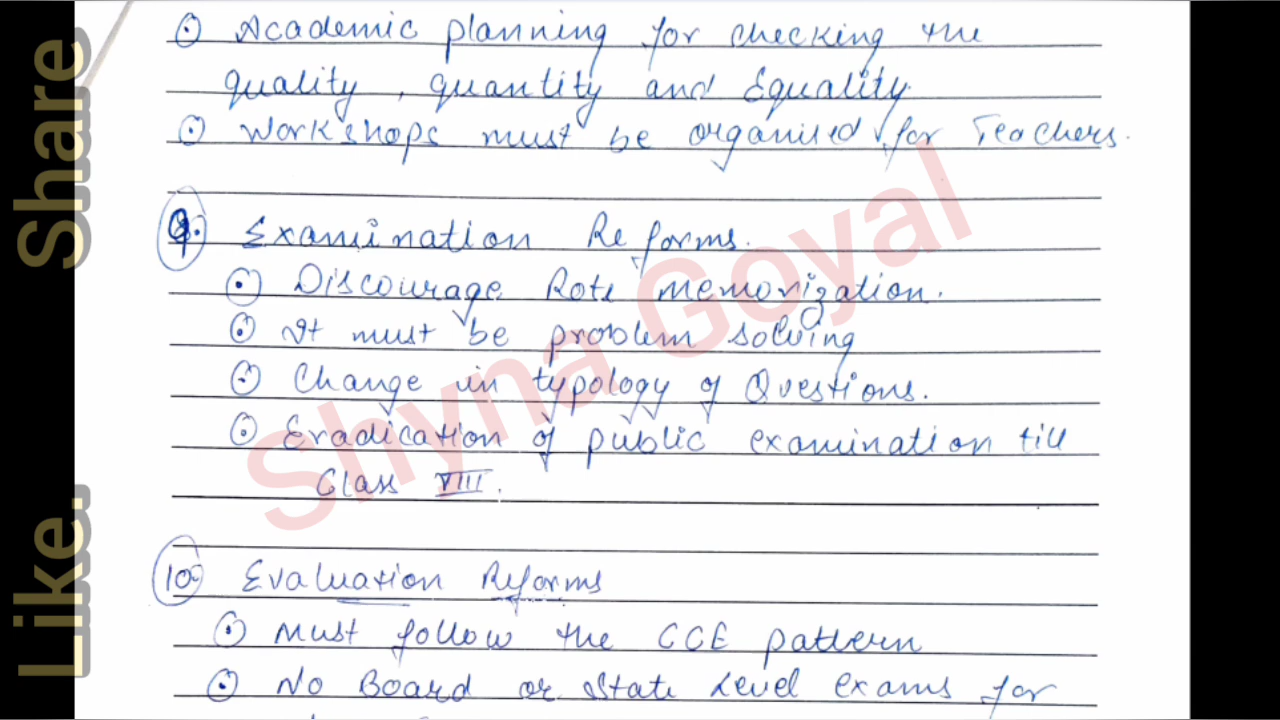 Academic planning for checking the
quality, quantity and Equality.
Workshops must be organised for Teachers.
9. Examination Reforms.
Discourage Rote memorization.
It must be problem solving
Change in typology of Questions.
Eradication of public examination till
Class VIII.
10. Evaluation Reforms
Must follow the CCE pattern
No Board or State Level exams for
Share
Like.
Shyna Goyal